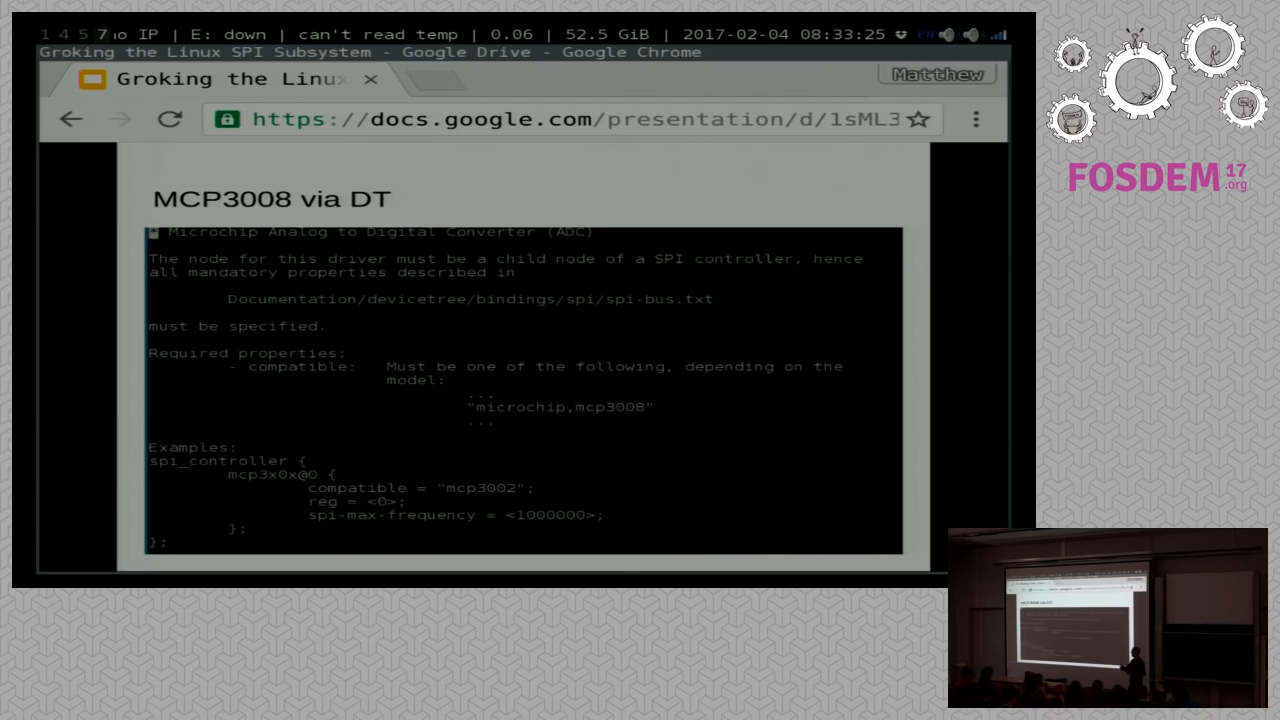 1 4 5 7 no IP | E: down | can't read temp | 0.06 | 52.5 GiB | 2017-02-04 08:33:25 EN
Groking the Linux SPI Subsystem - Google Drive - Google Chrome
Groking the Linux
Matthew
https://docs.google.com/presentation/d/1sML3
MCP3008 via DT
* Microchip Analog to Digital Converter (ADC)
The node for this driver must be a child node of a SPI controller, hence
all mandatory properties described in
Documentation/devicetree/bindings/spi/spi-bus.txt
must be specified.
Required properties:
- compatible: Must be one of the following, depending on the
model:
...
"microchip,mcp3008"
...
Examples:
spi_controller {
mcp3x0x@0 {
compatible = "mcp3002";
reg = <0>;
spi-max-frequency = <1000000>;
};
};
FOSDEM 17
.org
MCP3008 via DT